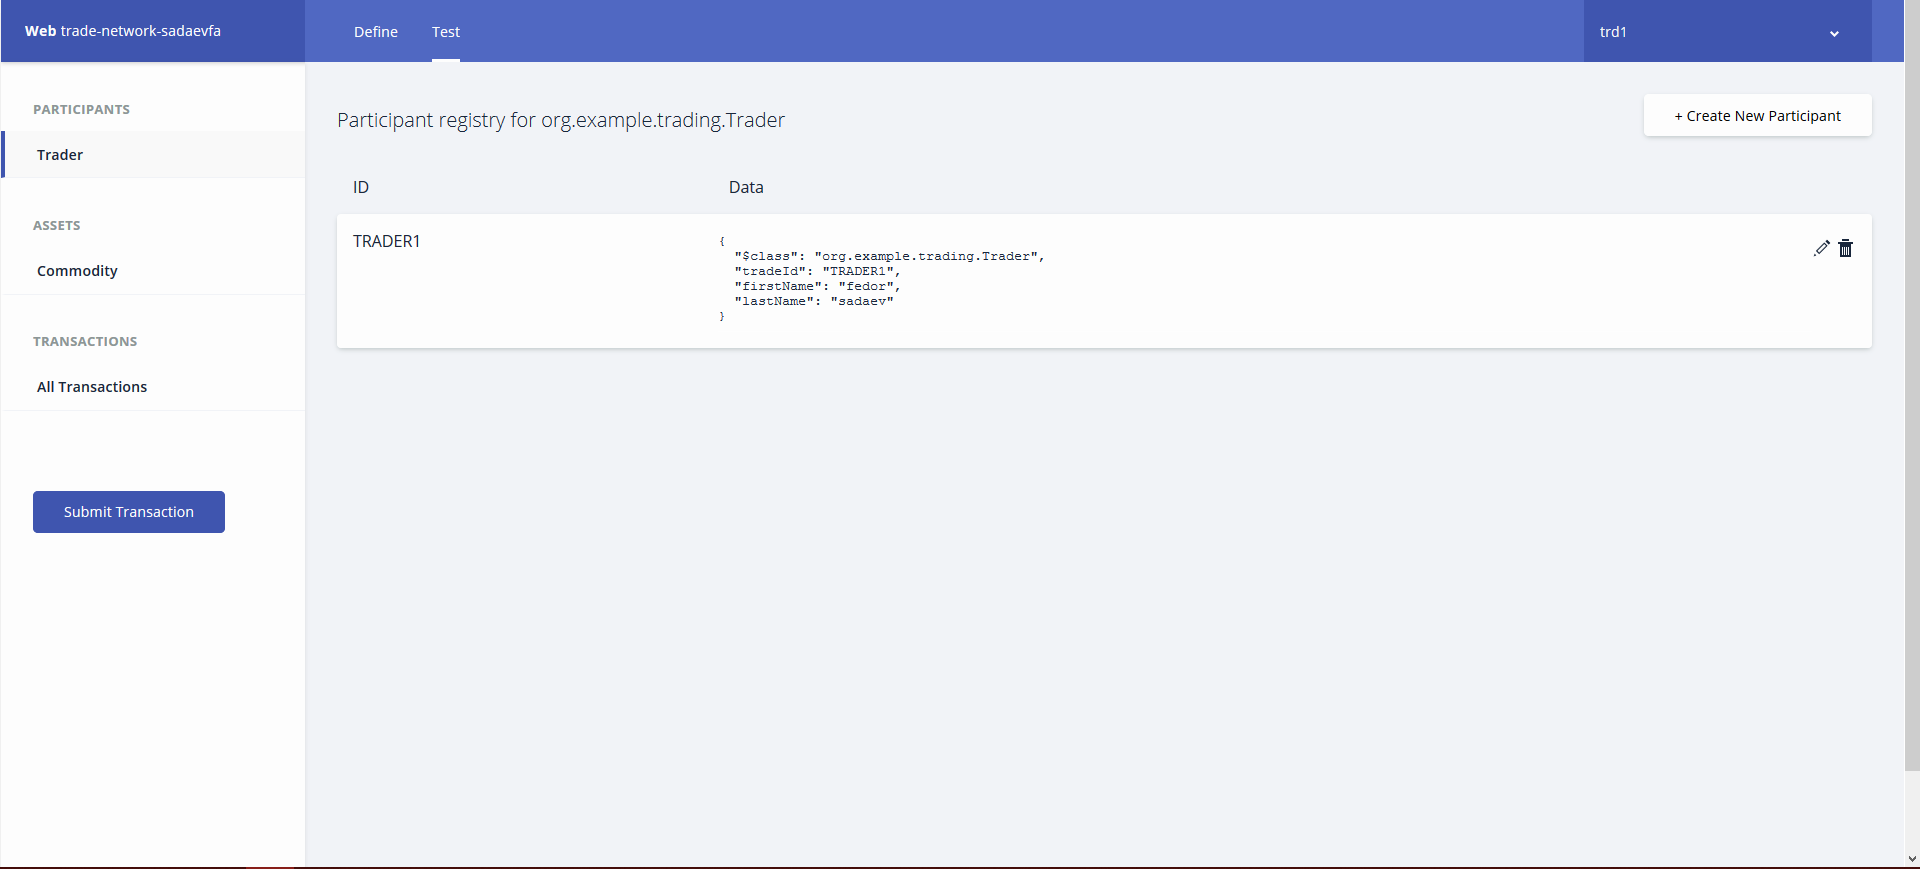 Web trade-network-sadaevfa
Define
Test
trd1
PARTICIPANTS
Trader
ASSETS
Commodity
TRANSACTIONS
All Transactions
Submit Transaction
Participant registry for org.example.trading.Trader
+ Create New Participant
ID
Data
TRADER1
{
"$class": "org.example.trading.Trader",
"tradeId": "TRADER1",
"firstName": "fedor",
"lastName": "sadaev"
}